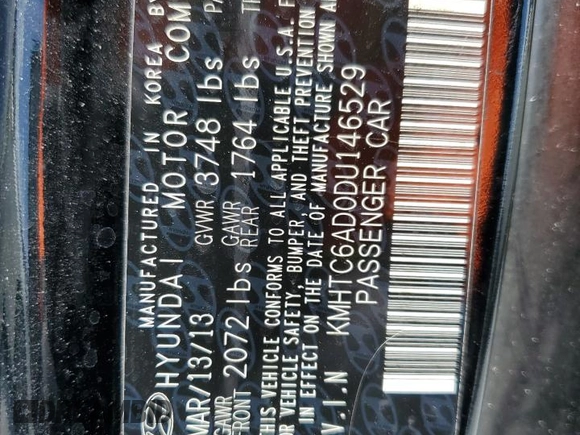 MANUFACTURED IN KOREA BY
HYUNDAI MOTOR COM
MAR/13/13 GVWR 3748 lbs
GAWR FRONT 2072 lbs GAWR REAR 1764 lbs
THIS VEHICLE CONFORMS TO ALL APPLICABLE U.S.A. F
VEHICLE SAFETY, BUMPER, AND THEFT PREVENTION
IN EFFECT ON THE DATE OF MANUFACTURE SHOWN A
V.I.N KMHTC6AD0DU146529
PASSENGER CAR